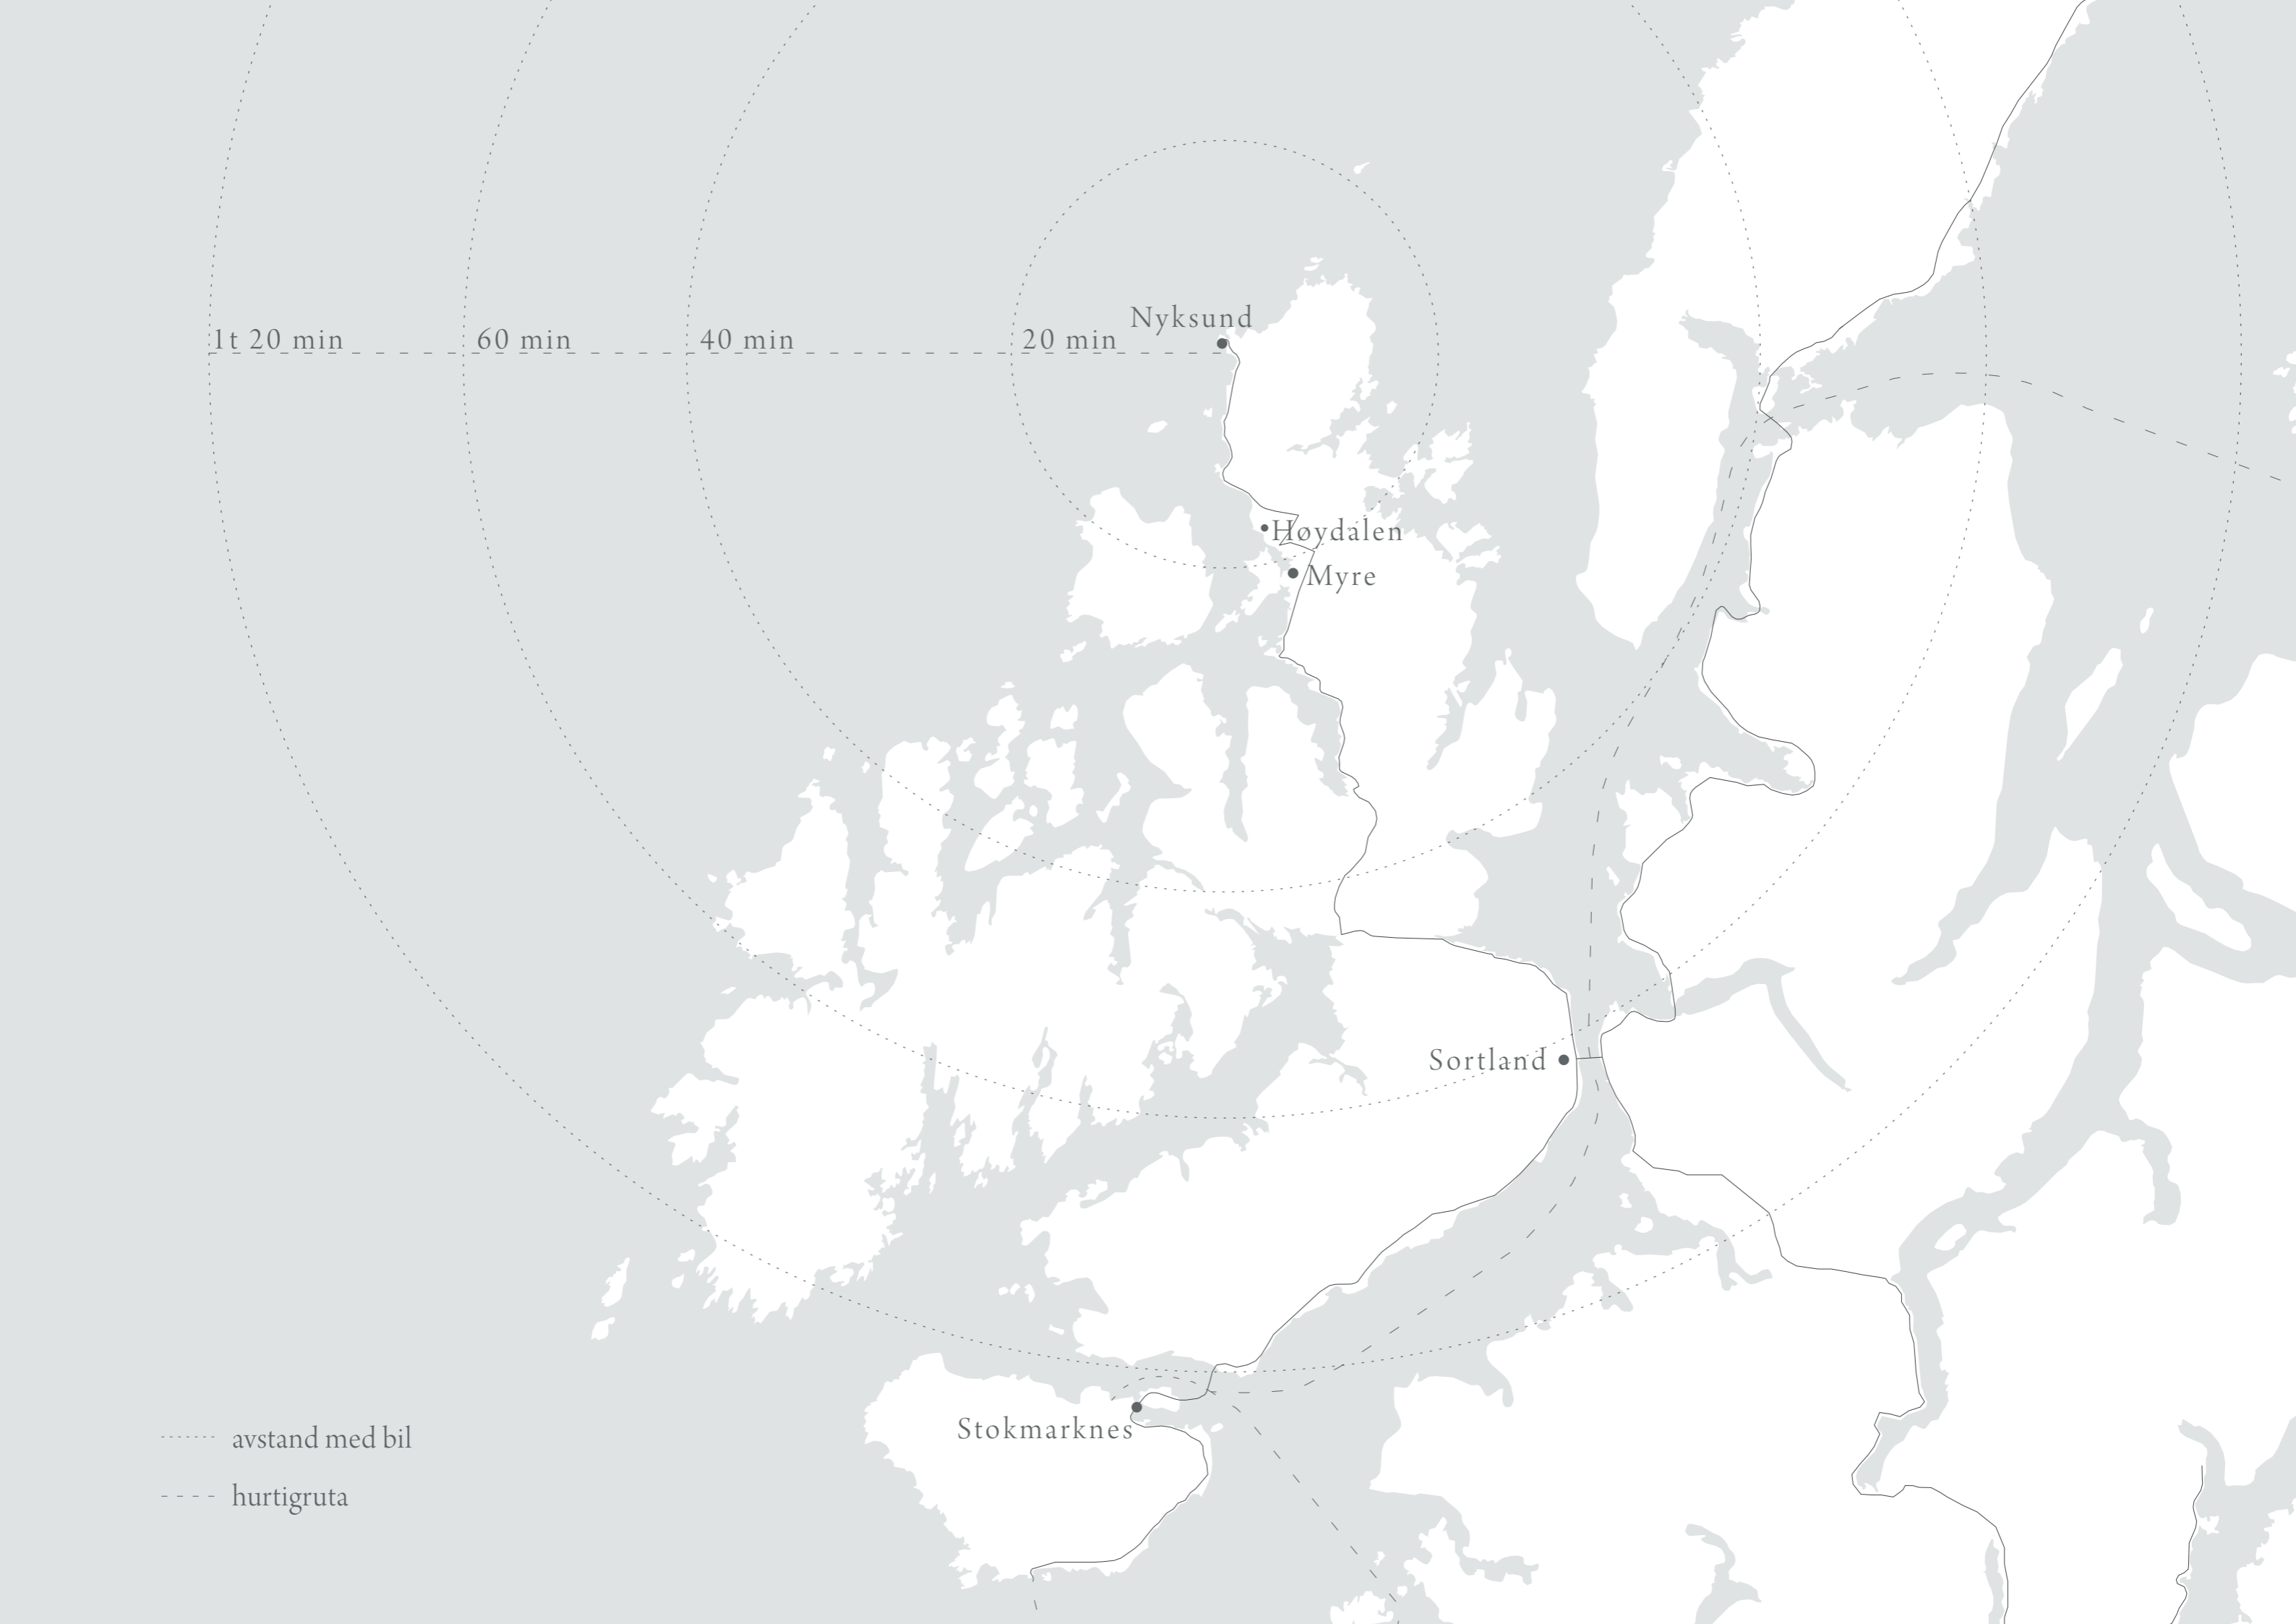 Nyksund
1t 20 min
60 min
40 min
20 min
Høydalen
Myre
Sortland
Stokmarknes
avstand med bil
hurtigruta